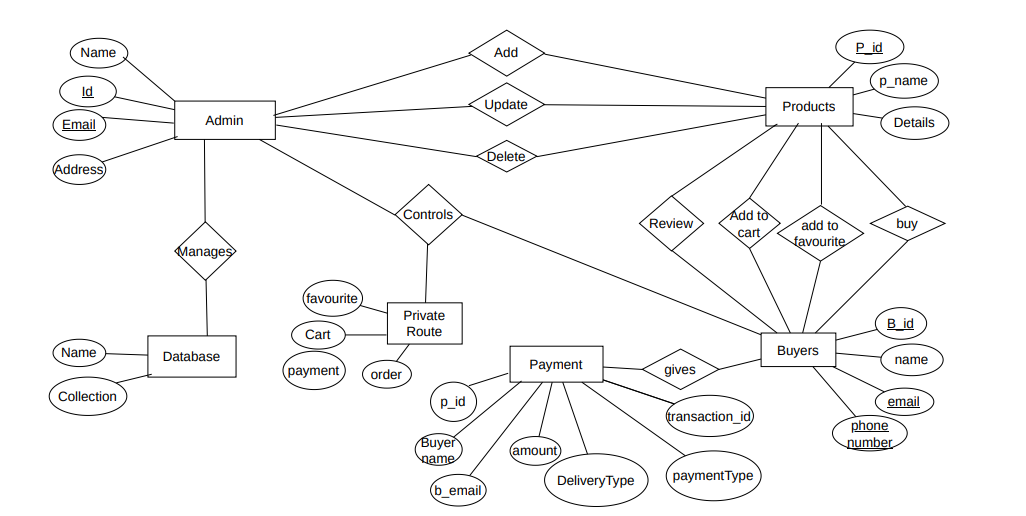 Name
Id
Email
Address
Admin
Add
Update
Delete
P_id
p_name
Details
Products
Manages
Controls
Review
Add to
cart
add to
favourite
buy
Name
Collection
Database
favourite
Cart
payment
order
Private
Route
Payment
gives
Buyers
B_id
name
email
phone
number
p_id
Buyer
name
b_email
amount
DeliveryType
paymentType
transaction_id